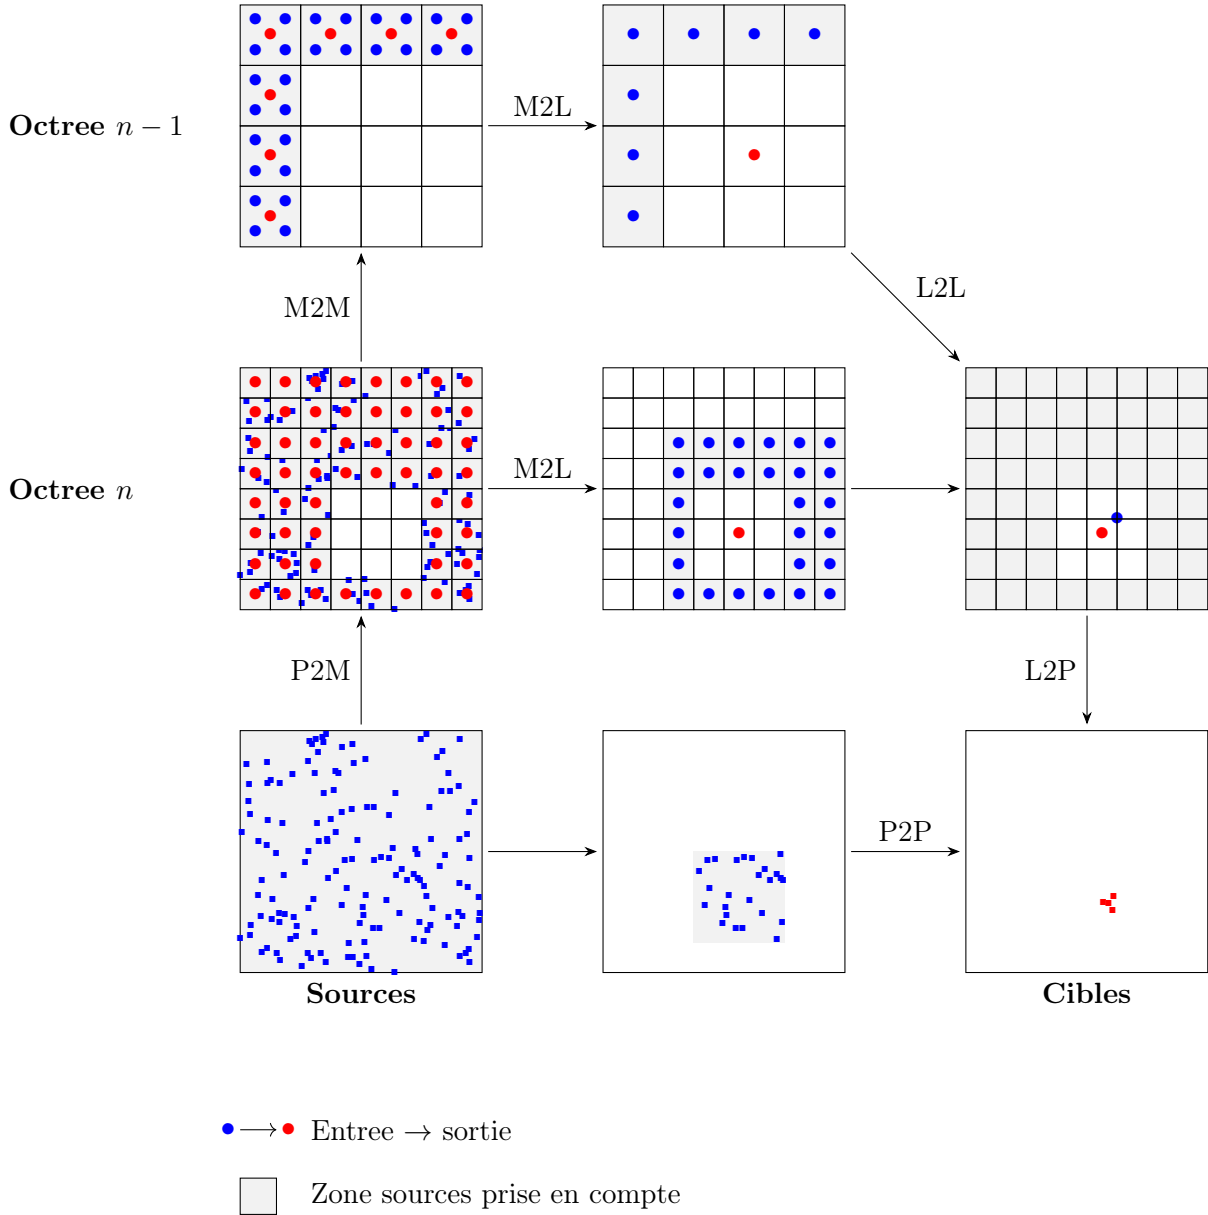 M2L
Octree n − 1
L2L
M2M
M2L
Octree n
P2M
L2P
P2P
Sources
Cibles
Entree → sortie
Zone sources prise en compte